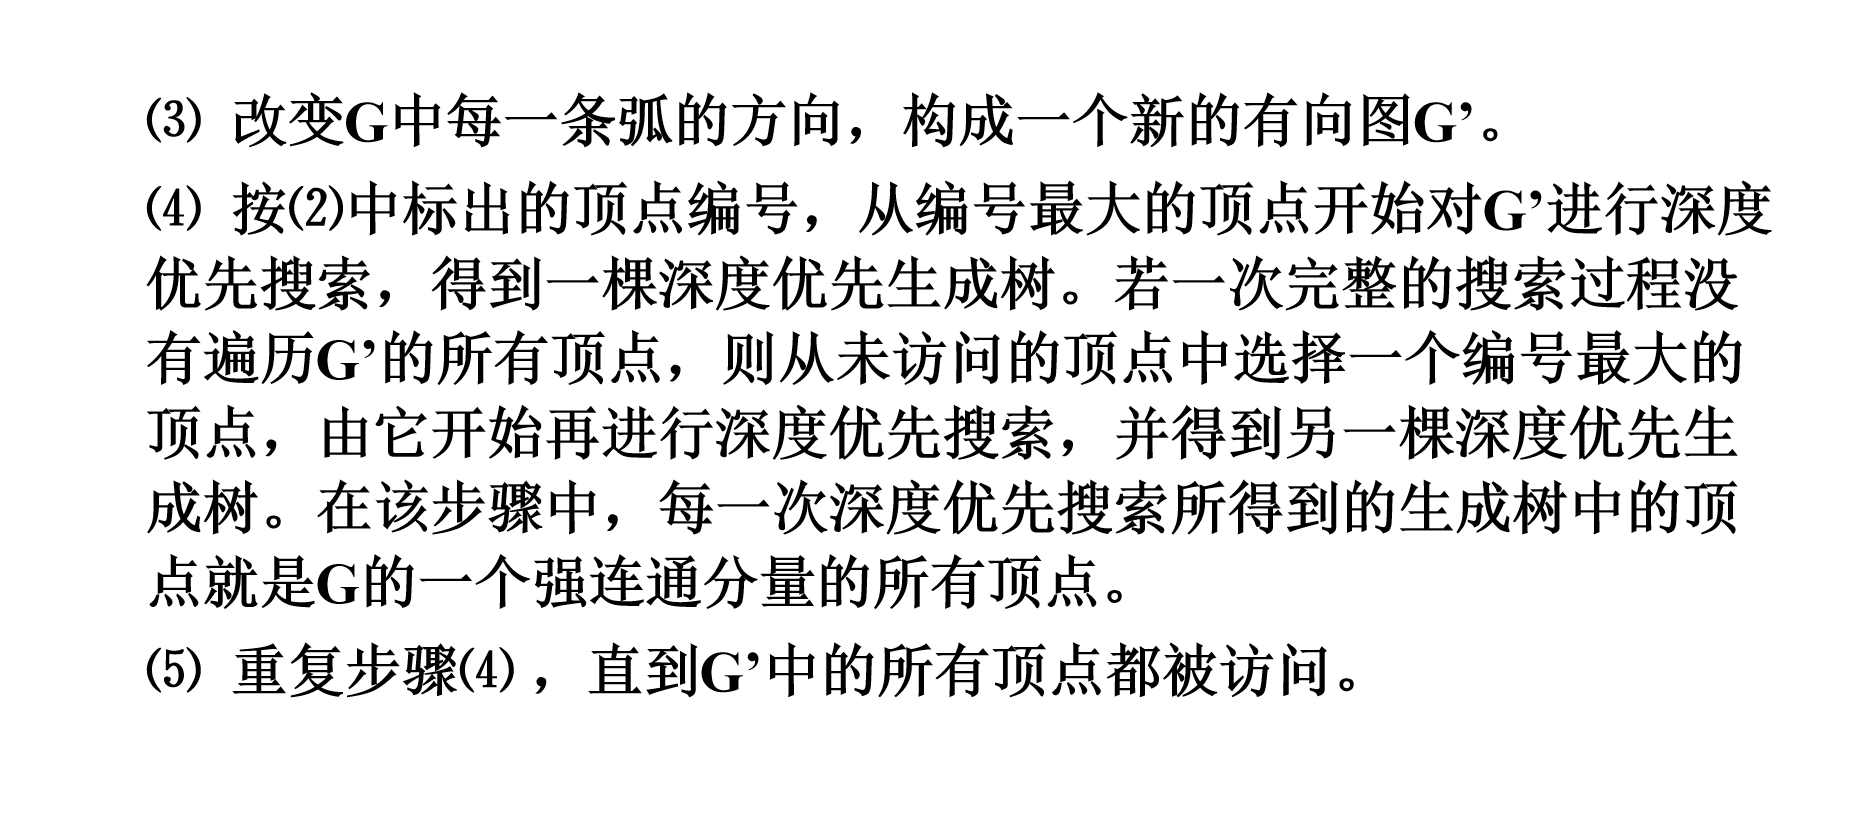 ⑶ 改变G中每一条弧的方向，构成一个新的有向图G’。
⑷ 按⑵中标出的顶点编号，从编号最大的顶点开始对G’进行深度
优先搜索，得到一棵深度优先生成树。若一次完整的搜索过程没
有遍历G’的所有顶点，则从未访问的顶点中选择一个编号最大的
顶点，由它开始再进行深度优先搜索，并得到另一棵深度优先生
成树。在该步骤中，每一次深度优先搜索所得到的生成树中的顶
点就是G的一个强连通分量的所有顶点。
⑸ 重复步骤⑷ ，直到G’中的所有顶点都被访问。